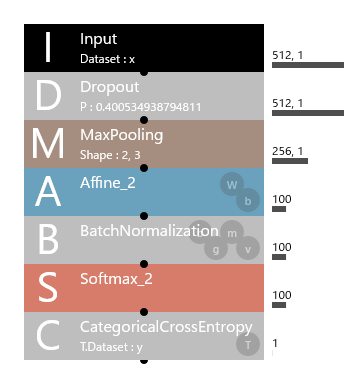 I Input
Dataset : x
512, 1
D Dropout
P : 0.400534938794811
512, 1
M MaxPooling
Shape : 2, 3
256, 1
A Affine_2
W
b
100
B BatchNormalization
m
g
v
100
S Softmax_2
100
C CategoricalCrossEntropy
T.Dataset : y
T
1